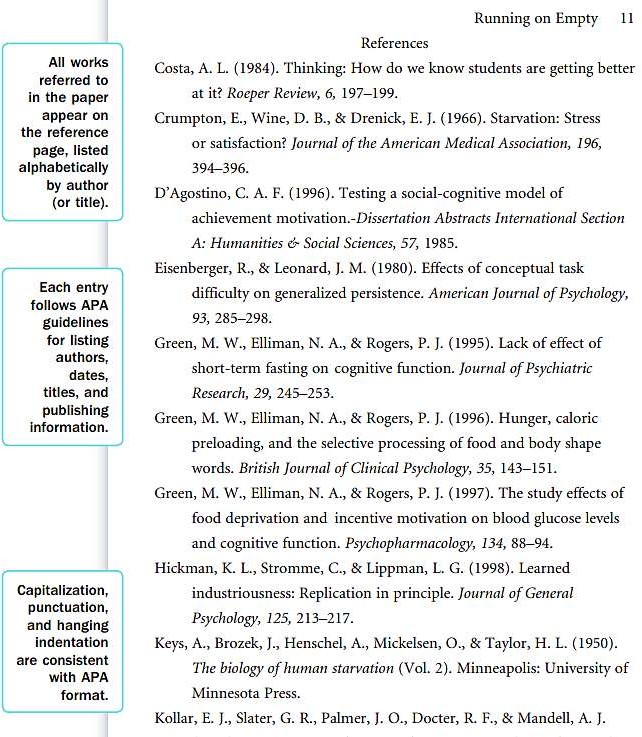 Running on Empty 11
References
All works
referred to
in the paper
appear on
the reference
page, listed
alphabetically
by author
(or title).
Costa, A. L. (1984). Thinking: How do we know students are getting better
at it? Roeper Review, 6, 197–199.
Crumpton, E., Wine, D. B., & Drenick, E. J. (1966). Starvation: Stress
or satisfaction? Journal of the American Medical Association, 196,
394–396.
D’Agostino, C. A. F. (1996). Testing a social-cognitive model of
achievement motivation.-Dissertation Abstracts International Section
A: Humanities & Social Sciences, 57, 1985.
Each entry
follows APA
guidelines
for listing
authors,
dates,
titles, and
publishing
information.
Eisenberger, R., & Leonard, J. M. (1980). Effects of conceptual task
difficulty on generalized persistence. American Journal of Psychology,
93, 285–298.
Green, M. W., Elliman, N. A., & Rogers, P. J. (1995). Lack of effect of
short-term fasting on cognitive function. Journal of Psychiatric
Research, 29, 245–253.
Green, M. W., Elliman, N. A., & Rogers, P. J. (1996). Hunger, caloric
preloading, and the selective processing of food and body shape
words. British Journal of Clinical Psychology, 35, 143–151.
Green, M. W., Elliman, N. A., & Rogers, P. J. (1997). The study effects of
food deprivation and incentive motivation on blood glucose levels
and cognitive function. Psychopharmacology, 134, 88–94.
Capitalization,
punctuation,
and hanging
indentation
are consistent
with APA
format.
Hickman, K. L., Stromme, C., & Lippman, L. G. (1998). Learned
industriousness: Replication in principle. Journal of General
Psychology, 125, 213–217.
Keys, A., Brozek, J., Henschel, A., Mickelsen, O., & Taylor, H. L. (1950).
The biology of human starvation (Vol. 2). Minneapolis: University of
Minnesota Press.
Kollar, E. J., Slater, G. R., Palmer, J. O., Docter, R. F., & Mandell, A. J.